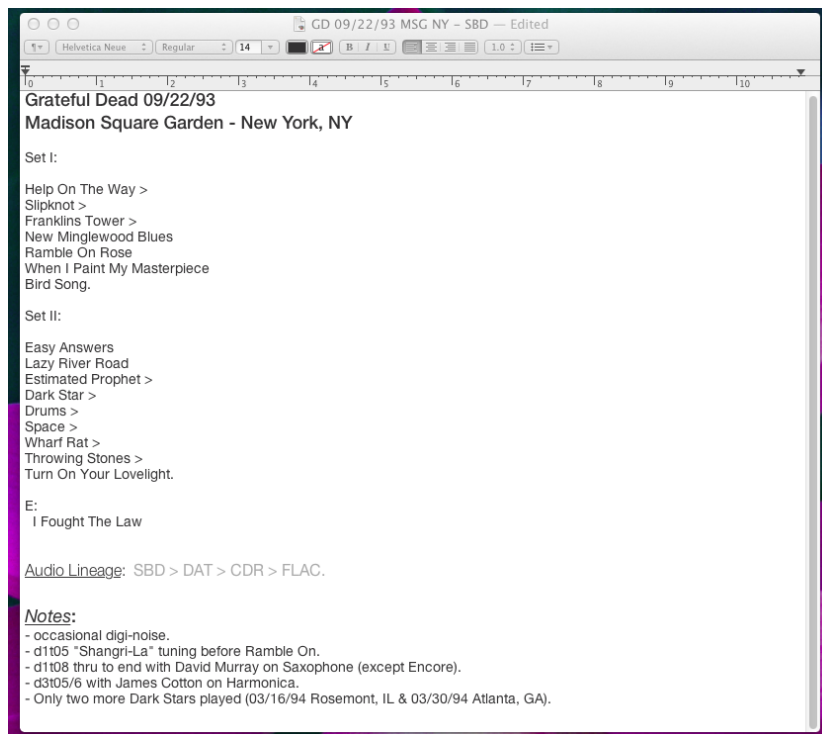 GD 09/22/93 MSG NY – SBD — Edited
¶ Helvetica Neue Regular 14 a B I U 1.0
0 1 2 3 4 5 6 7 8 9 10
Grateful Dead 09/22/93
Madison Square Garden - New York, NY
Set I:
Help On The Way >
Slipknot >
Franklins Tower >
New Minglewood Blues
Ramble On Rose
When I Paint My Masterpiece
Bird Song.
Set II:
Easy Answers
Lazy River Road
Estimated Prophet >
Dark Star >
Drums >
Space >
Wharf Rat >
Throwing Stones >
Turn On Your Lovelight.
E:
I Fought The Law
Audio Lineage: SBD > DAT > CDR > FLAC.
Notes:
- occasional digi-noise.
- d1t05 "Shangri-La" tuning before Ramble On.
- d1t08 thru to end with David Murray on Saxophone (except Encore).
- d3t05/6 with James Cotton on Harmonica.
- Only two more Dark Stars played (03/16/94 Rosemont, IL & 03/30/94 Atlanta, GA).